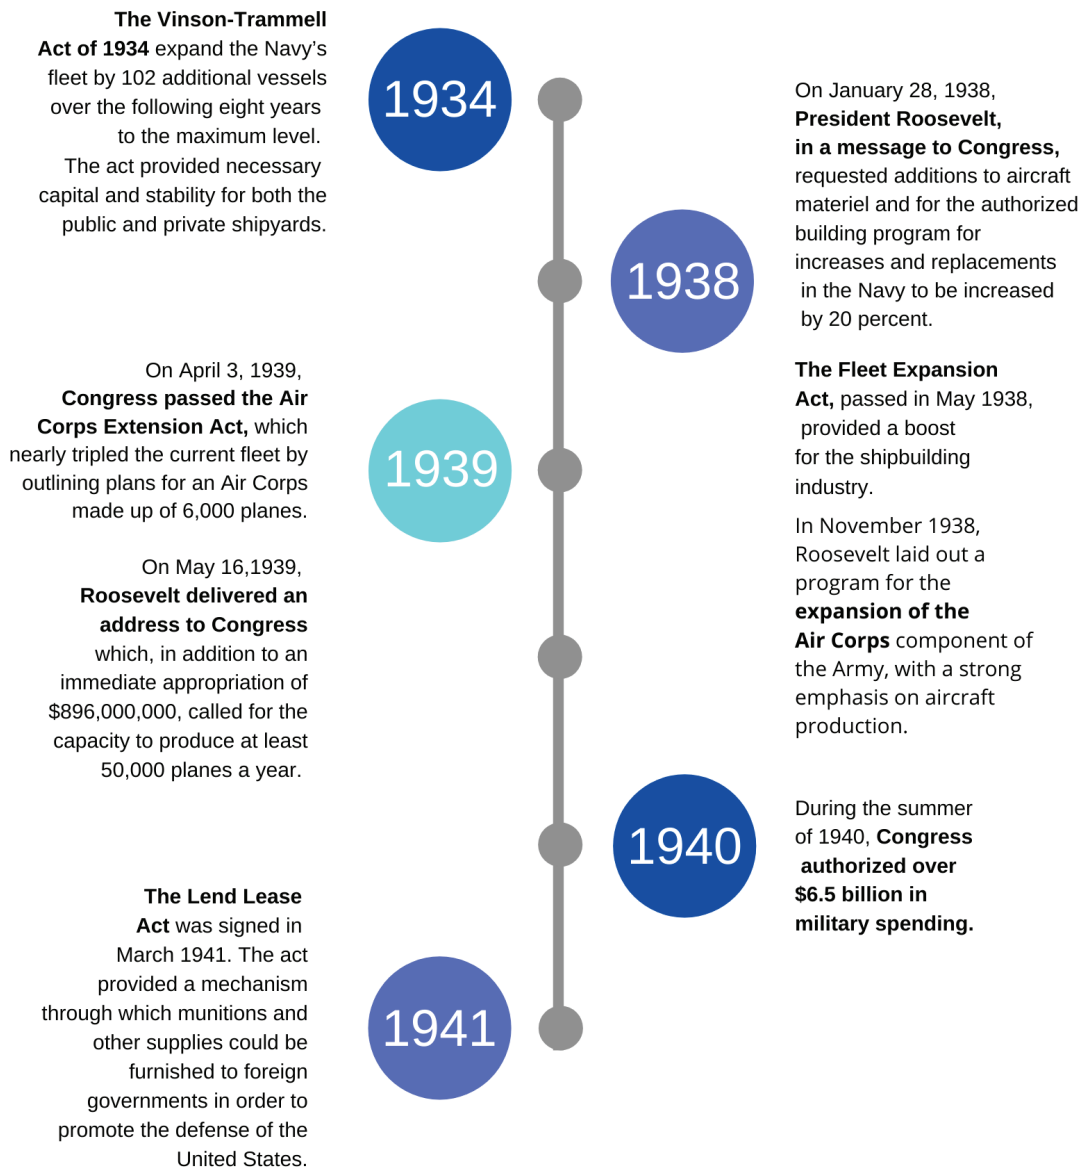 The Vinson-Trammell
Act of 1934 expand the Navy’s
fleet by 102 additional vessels
over the following eight years
to the maximum level.
The act provided necessary
capital and stability for both the
public and private shipyards.
1934
On January 28, 1938,
President Roosevelt,
in a message to Congress,
requested additions to aircraft
materiel and for the authorized
building program for
increases and replacements
in the Navy to be increased
by 20 percent.
1938
The Fleet Expansion
Act, passed in May 1938,
provided a boost
for the shipbuilding
industry.
In November 1938,
Roosevelt laid out a
program for the
expansion of the
Air Corps component of
the Army, with a strong
emphasis on aircraft
production.
On April 3, 1939,
Congress passed the Air
Corps Extension Act, which
nearly tripled the current fleet by
outlining plans for an Air Corps
made up of 6,000 planes.
1939
On May 16,1939,
Roosevelt delivered an
address to Congress
which, in addition to an
immediate appropriation of
$896,000,000, called for the
capacity to produce at least
50,000 planes a year.
1940
During the summer
of 1940, Congress
authorized over
$6.5 billion in
military spending.
The Lend Lease
Act was signed in
March 1941. The act
provided a mechanism
through which munitions and
other supplies could be
furnished to foreign
governments in order to
promote the defense of the
United States.
1941